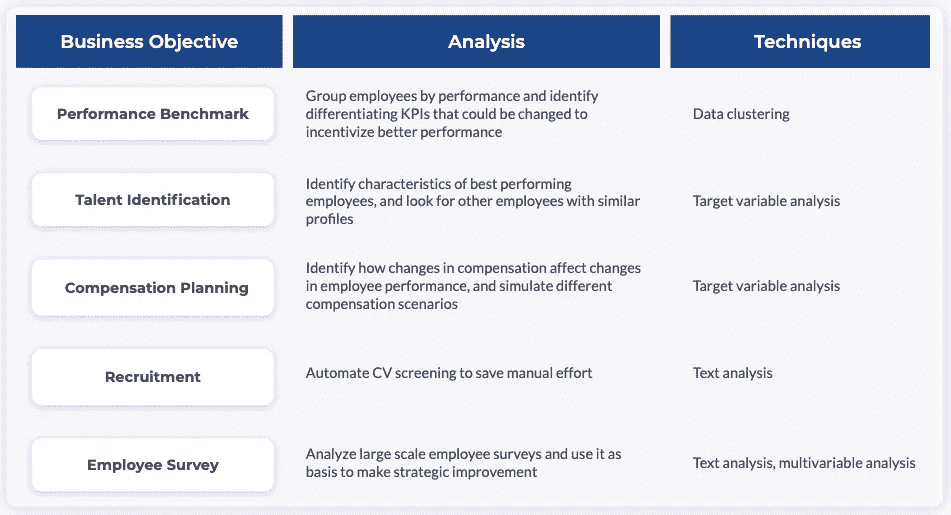 Business Objective
Analysis
Techniques
Performance Benchmark
Group employees by performance and identify
differentiating KPIs that could be changed to
incentivize better performance
Data clustering
Talent Identification
Identify characteristics of best performing
employees, and look for other employees with similar
profiles
Target variable analysis
Compensation Planning
Identify how changes in compensation affect changes
in employee performance, and simulate different
compensation scenarios
Target variable analysis
Recruitment
Automate CV screening to save manual effort
Text analysis
Employee Survey
Analyze large scale employee surveys and use it as
basis to make strategic improvement
Text analysis, multivariable analysis